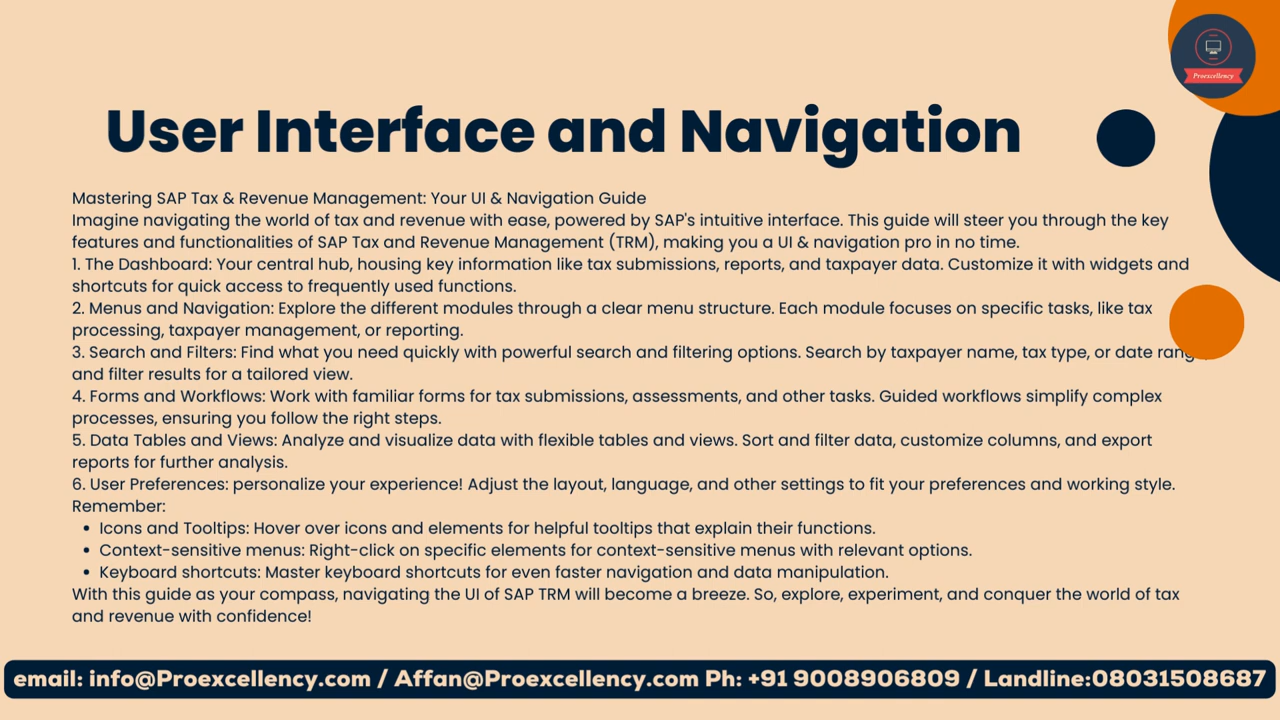 Proexcellency
User Interface and Navigation
Mastering SAP Tax & Revenue Management: Your UI & Navigation Guide
Imagine navigating the world of tax and revenue with ease, powered by SAP's intuitive interface. This guide will steer you through the key
features and functionalities of SAP Tax and Revenue Management (TRM), making you a UI & navigation pro in no time.
1. The Dashboard: Your central hub, housing key information like tax submissions, reports, and taxpayer data. Customize it with widgets and
shortcuts for quick access to frequently used functions.
2. Menus and Navigation: Explore the different modules through a clear menu structure. Each module focuses on specific tasks, like tax
processing, taxpayer management, or reporting.
3. Search and Filters: Find what you need quickly with powerful search and filtering options. Search by taxpayer name, tax type, or date
and filter results for a tailored view.
4. Forms and Workflows: Work with familiar forms for tax submissions, assessments, and other tasks. Guided workflows simplify complex
processes, ensuring you follow the right steps.
5. Data Tables and Views: Analyze and visualize data with flexible tables and views. Sort and filter data, customize columns, and export
reports for further analysis.
6. User Preferences: personalize your experience! Adjust the layout, language, and other settings to fit your preferences and working style.
Remember:
• Icons and Tooltips: Hover over icons and elements for helpful tooltips that explain their functions.
• Context-sensitive menus: Right-click on specific elements for context-sensitive menus with relevant options.
• Keyboard shortcuts: Master keyboard shortcuts for even faster navigation and data manipulation.
With this guide as your compass, navigating the UI of SAP TRM will become a breeze. So, explore, experiment, and conquer the world of tax
and revenue with confidence!
email: info@Proexcellency.com / Affan@Proexcellency.com Ph: +91 9008906809 / Landline:08031508687